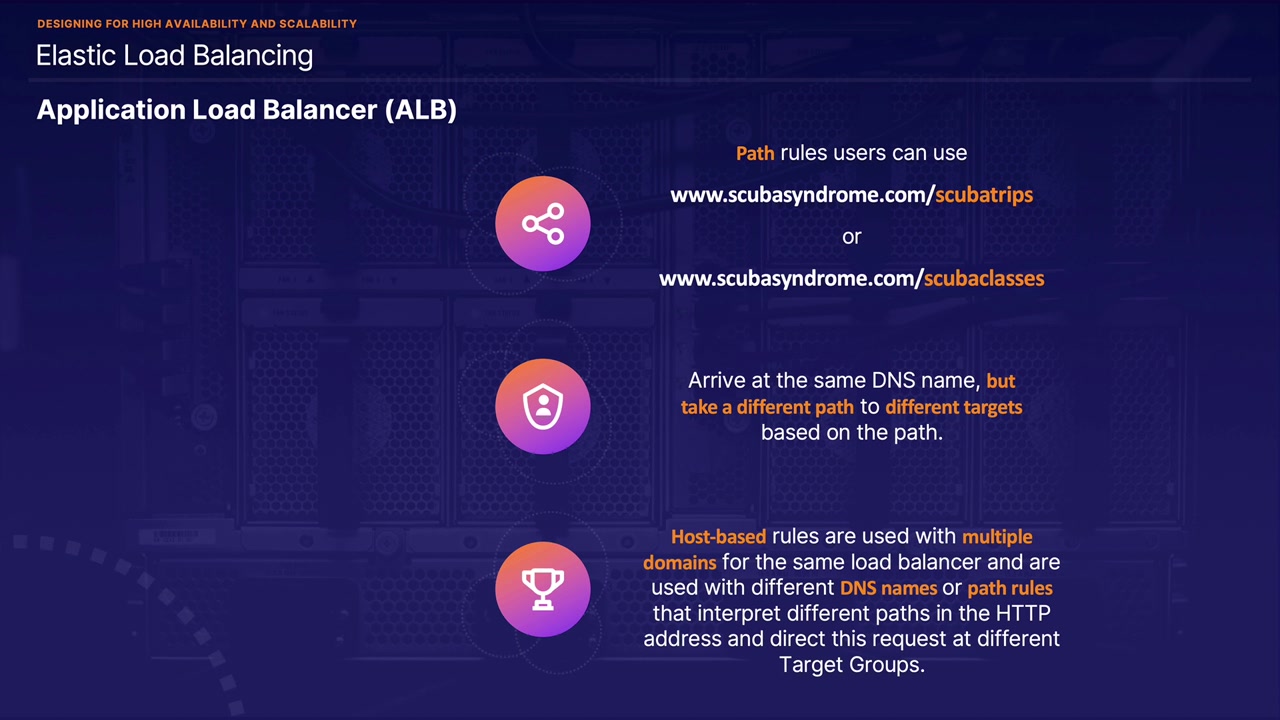 DESIGNING FOR HIGH AVAILABILITY AND SCALABILITY
Elastic Load Balancing
Application Load Balancer (ALB)
Path rules users can use
www.scubasyndrome.com/scubatrips
or
www.scubasyndrome.com/scubaclasses
Arrive at the same DNS name, but
take a different path to different targets
based on the path.
Host-based rules are used with multiple
domains for the same load balancer and are
used with different DNS names or path rules
that interpret different paths in the HTTP
address and direct this request at different
Target Groups.